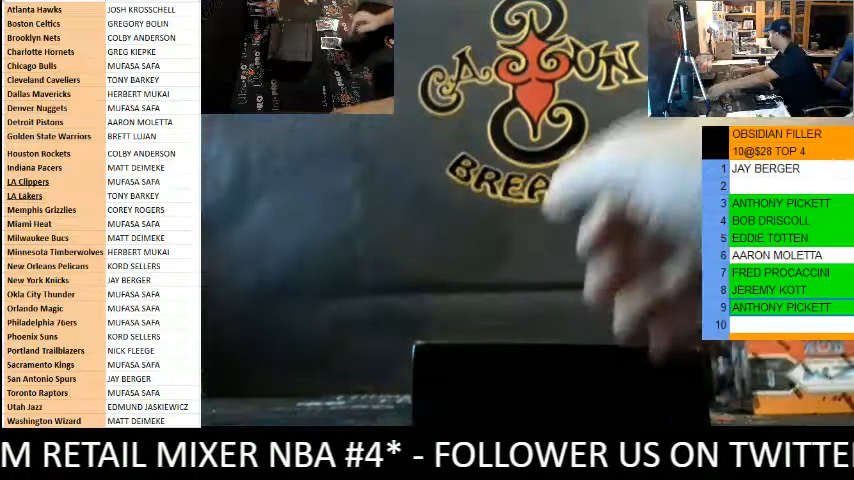 Atlanta Hawks JOSH KROSSCHELL
Boston Celtics GREGORY BOLIN
Brooklyn Nets COLBY ANDERSON
Charlotte Hornets GREG KIEPKE
Chicago Bulls MUFASA SAFA
Cleveland Cavaliers TONY BARKEY
Dallas Mavericks HERBERT MUKAI
Denver Nuggets MUFASA SAFA
Detroit Pistons AARON MOLETTA
Golden State Warriors BRETT LUJAN
Houston Rockets COLBY ANDERSON
Indiana Pacers MATT DEIMEKE
LA Clippers MUFASA SAFA
LA Lakers TONY BARKEY
Memphis Grizzlies COREY ROGERS
Miami Heat MUFASA SAFA
Milwaukee Bucs MATT DEIMEKE
Minnesota Timberwolves HERBERT MUKAI
New Orleans Pelicans KORD SELLERS
New York Knicks JAY BERGER
Okla City Thunder MUFASA SAFA
Orlando Magic MUFASA SAFA
Philadelphia 76ers MUFASA SAFA
Phoenix Suns KORD SELLERS
Portland Trailblazers NICK FLEEGE
Sacramento Kings MUFASA SAFA
San Antonio Spurs JAY BERGER
Toronto Raptors MUFASA SAFA
Utah Jazz EDMUND JASKIEWICZ
Washington Wizard MATT DEIMEKE
CAJUN
BREA
OBSIDIAN FILLER
10@$28 TOP 4
1 JAY BERGER
2
3 ANTHONY PICKETT
4 BOB DRISCOLL
5 EDDIE TOTTEN
6 AARON MOLETTA
7 FRED PROCACCINI
8 JEREMY KOTT
9 ANTHONY PICKETT
10
M RETAIL MIXER NBA #4* - FOLLOWER US ON TWITTE